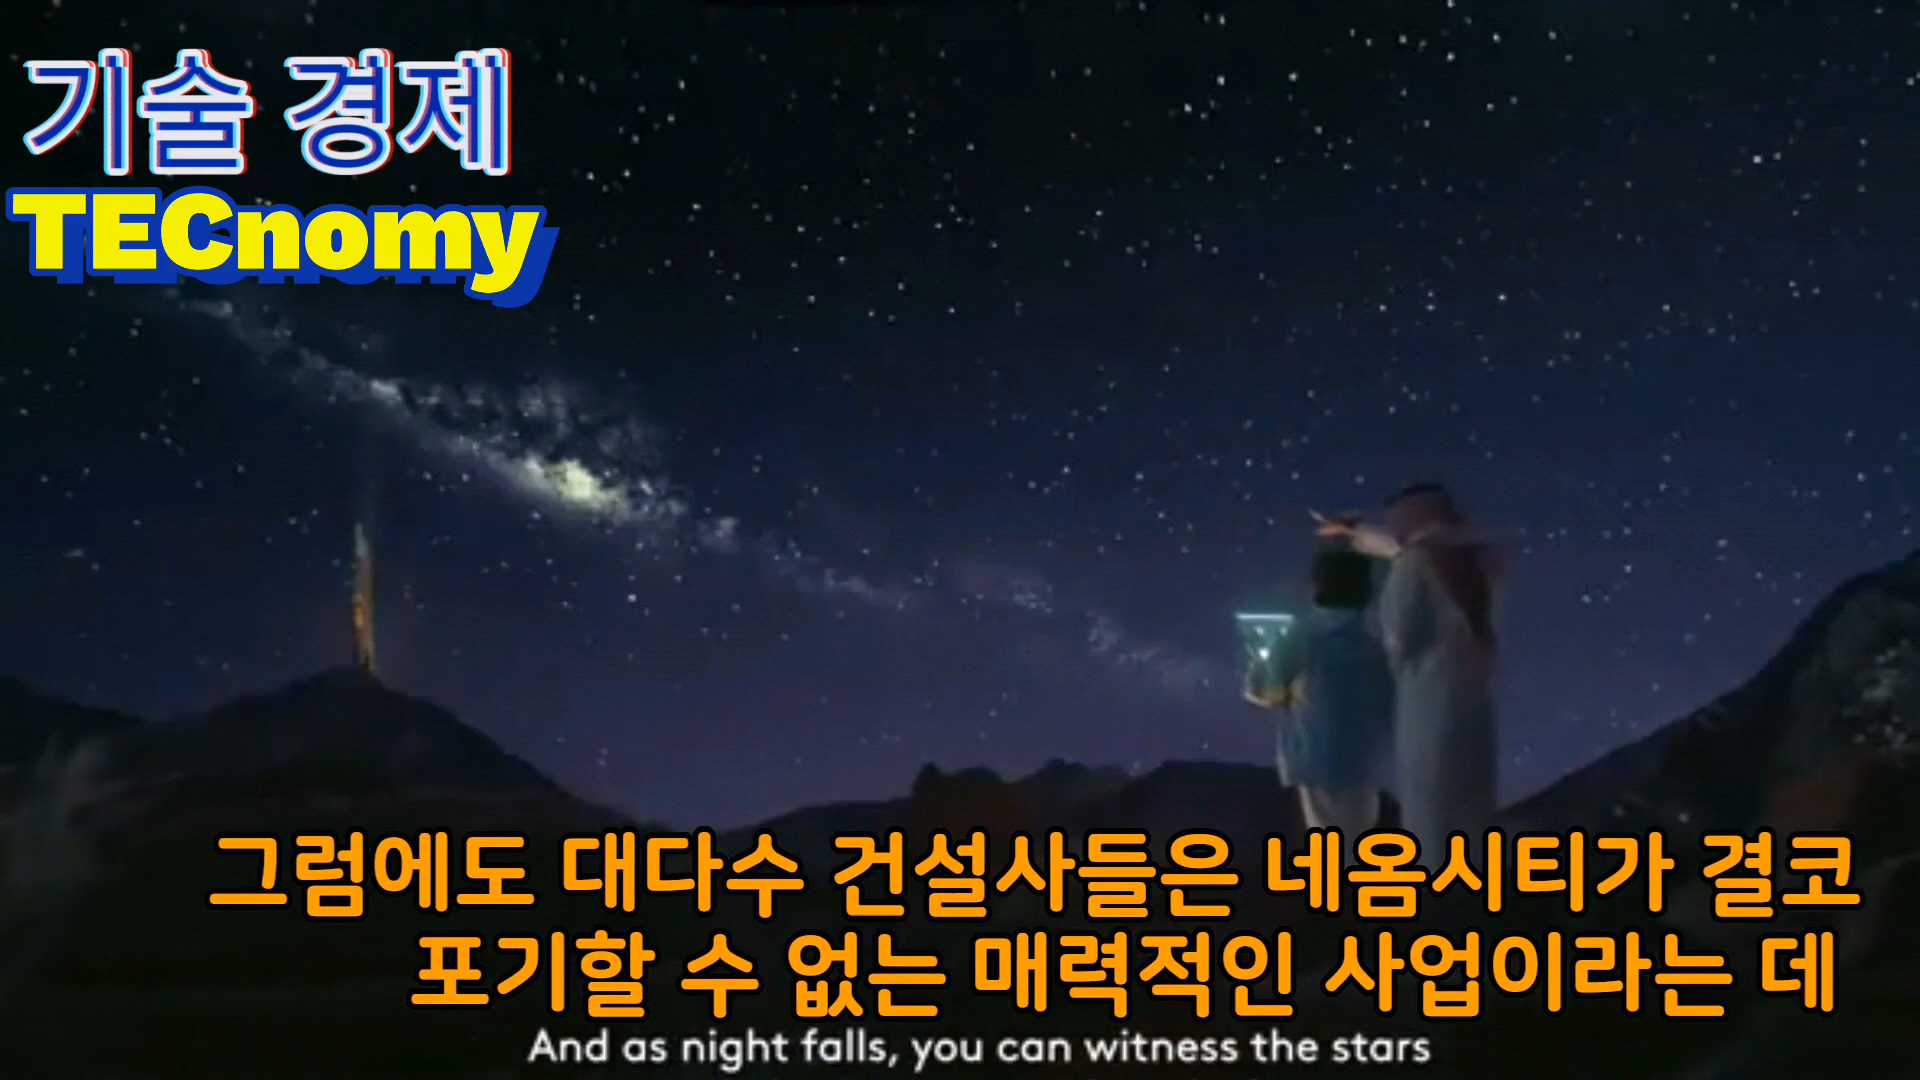 기술 경제
TECnomy
그럼에도 대다수 건설사들은 네옴시티가 결코
포기할 수 없는 매력적인 사업이라는 데
And as night falls, you can witness the stars